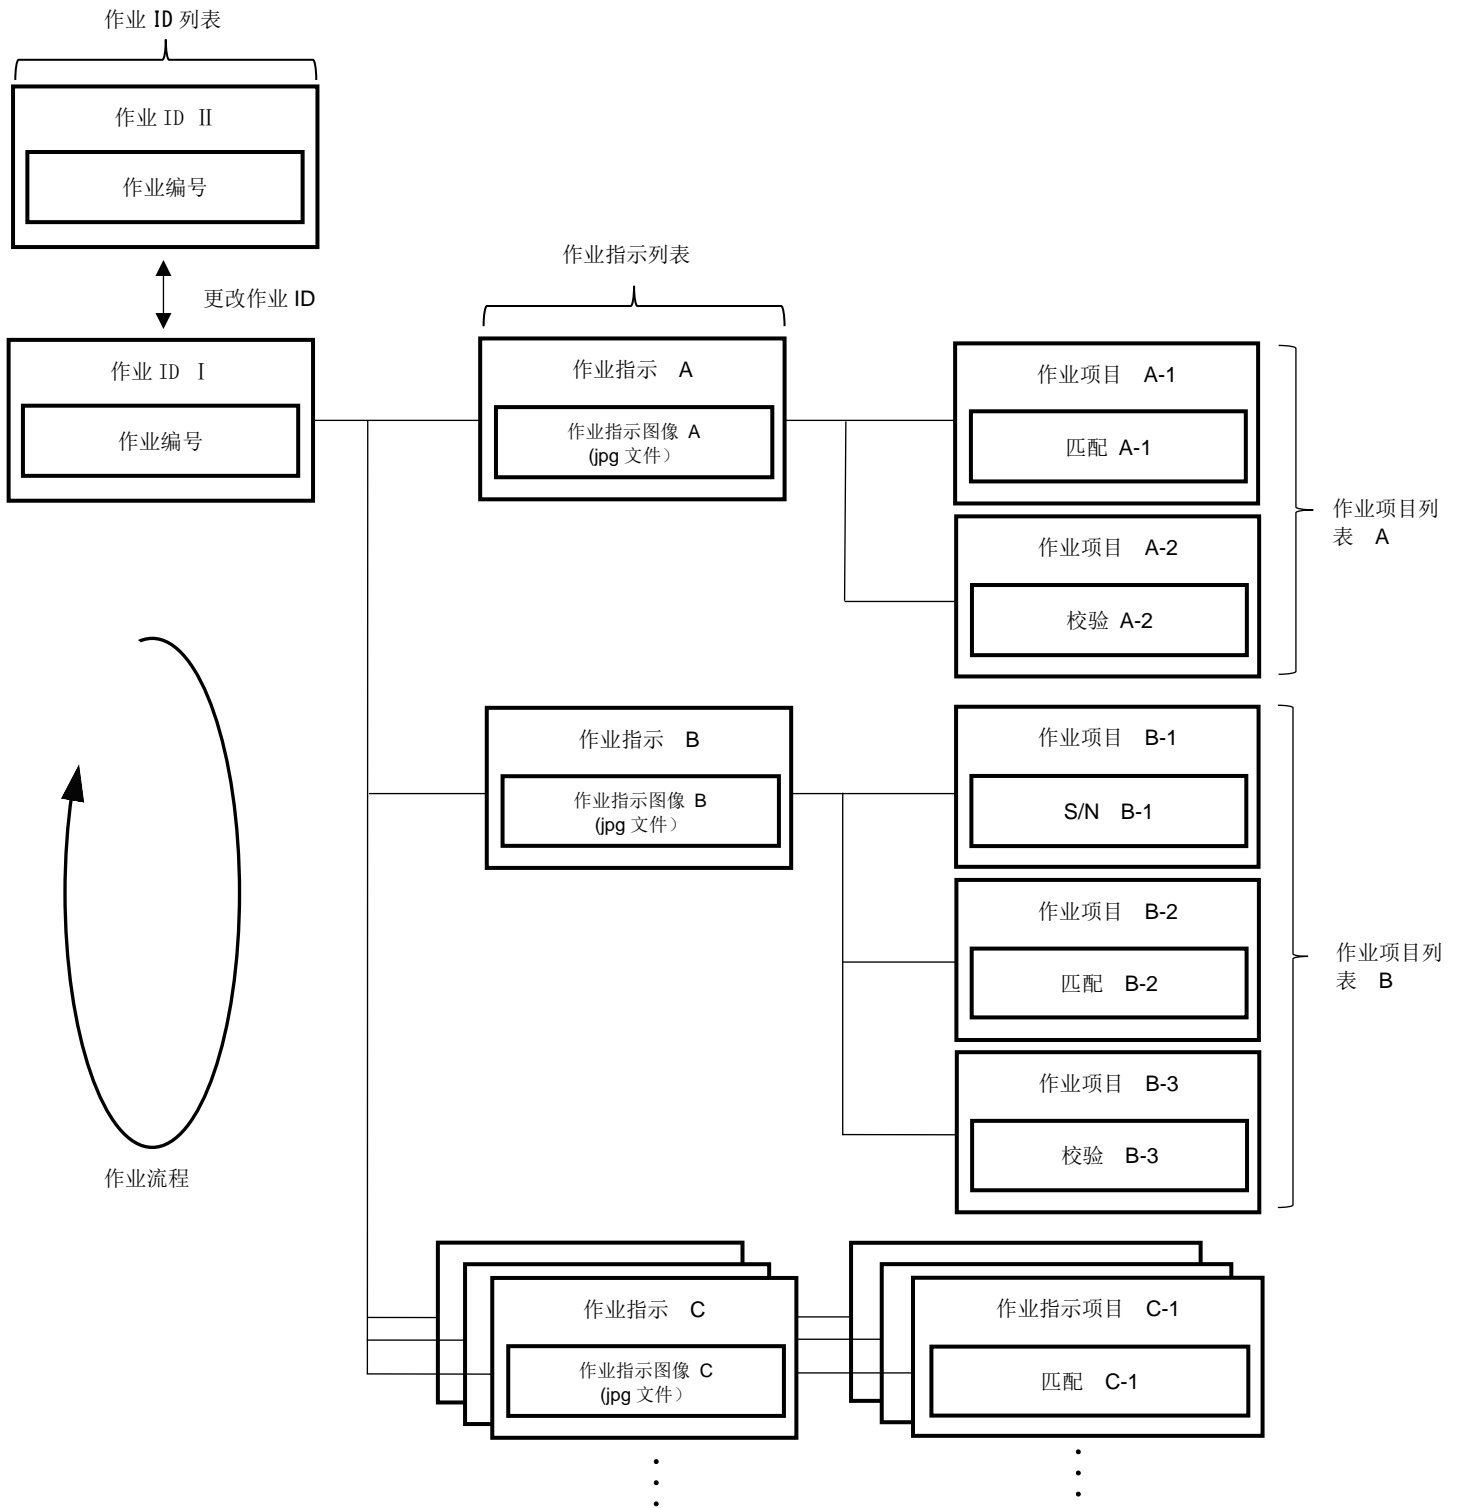 作业 ID 列表
作业 ID Ⅱ
作业编号
更改作业 ID
作业 ID Ⅰ
作业编号
作业指示列表
作业指示 A
作业指示图像 A
(jpg 文件）
作业项目 A-1
匹配 A-1
作业项目 A-2
校验 A-2
作业项目列
表 A
作业指示 B
作业指示图像 B
(jpg 文件）
作业项目 B-1
S/N B-1
作业项目 B-2
匹配 B-2
作业项目 B-3
校验 B-3
作业项目列
表 B
作业流程
作业指示 C
作业指示图像 C
(jpg 文件）
作业指示项目 C-1
匹配 C-1